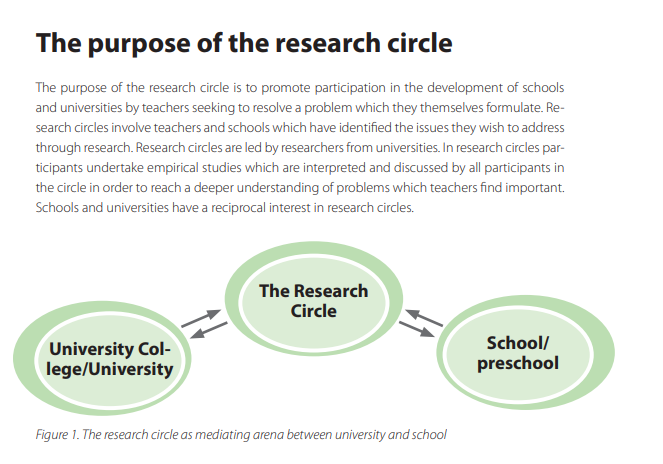 The purpose of the research circle
The purpose of the research circle is to promote participation in the development of schools
and universities by teachers seeking to resolve a problem which they themselves formulate. Re-
search circles involve teachers and schools which have identified the issues they wish to address
through research. Research circles are led by researchers from universities. In research circles par-
ticipants undertake empirical studies which are interpreted and discussed by all participants in
the circle in order to reach a deeper understanding of problems which teachers find important.
Schools and universities have a reciprocal interest in research circles.
The Research
Circle
University Col-
lege/University
School/
preschool
Figure 1. The research circle as mediating arena between university and school